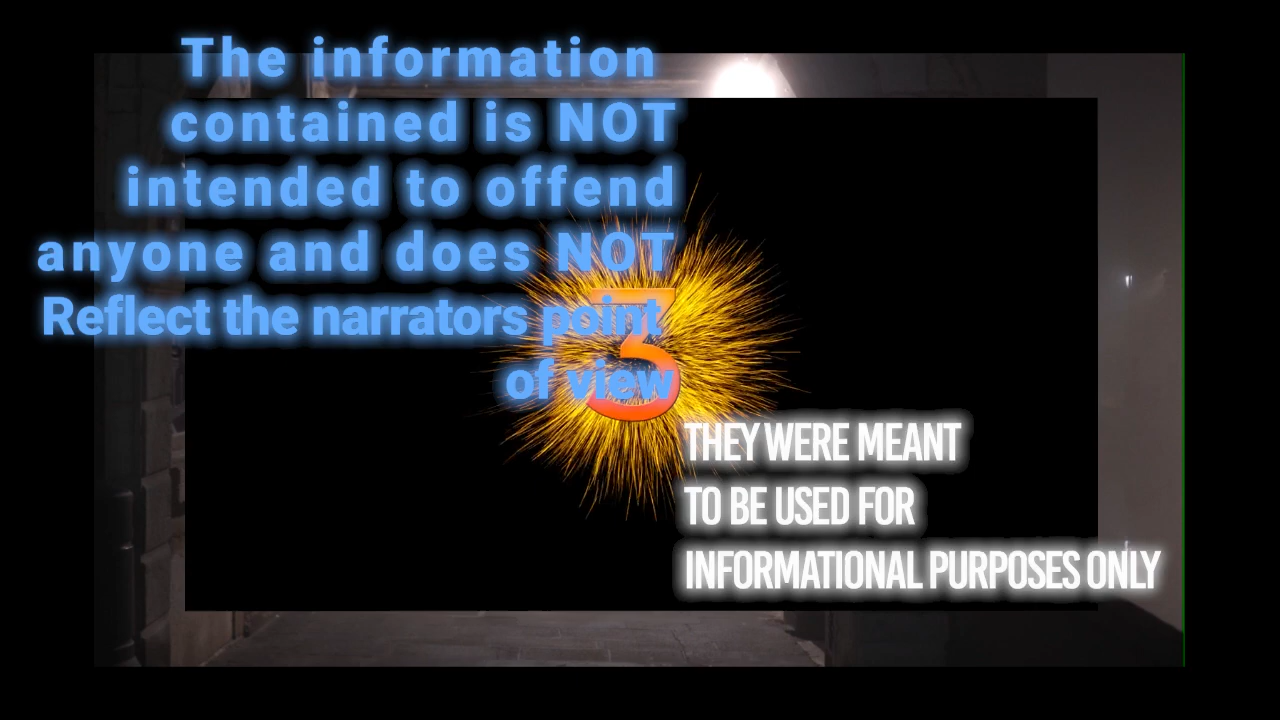 The information
contained is NOT
intended to offend
anyone and does NOT
Reflect the narrators point
of view
3
THEY WERE MEANT
TO BE USED FOR
INFORMATIONAL PURPOSES ONLY